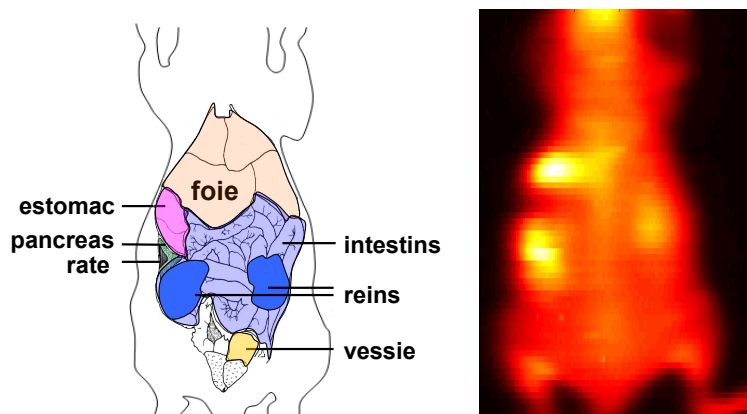 foie
estomac
pancreas
rate
intestins
reins
vessie